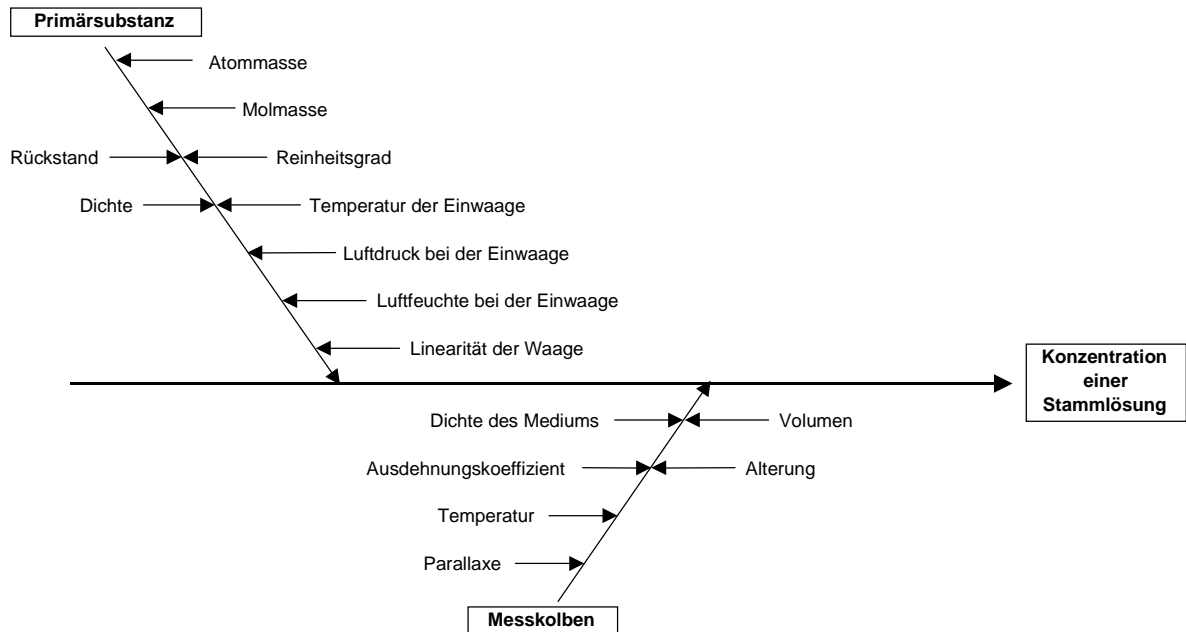 Primärsubstanz
Atommasse
Molmasse
Rückstand
Reinheitsgrad
Dichte
Temperatur der Einwaage
Luftdruck bei der Einwaage
Luftfeuchte bei der Einwaage
Linearität der Waage
Konzentration
einer
Stammlösung
Dichte des Mediums
Volumen
Ausdehnungskoeffizient
Alterung
Temperatur
Parallaxe
Messkolben